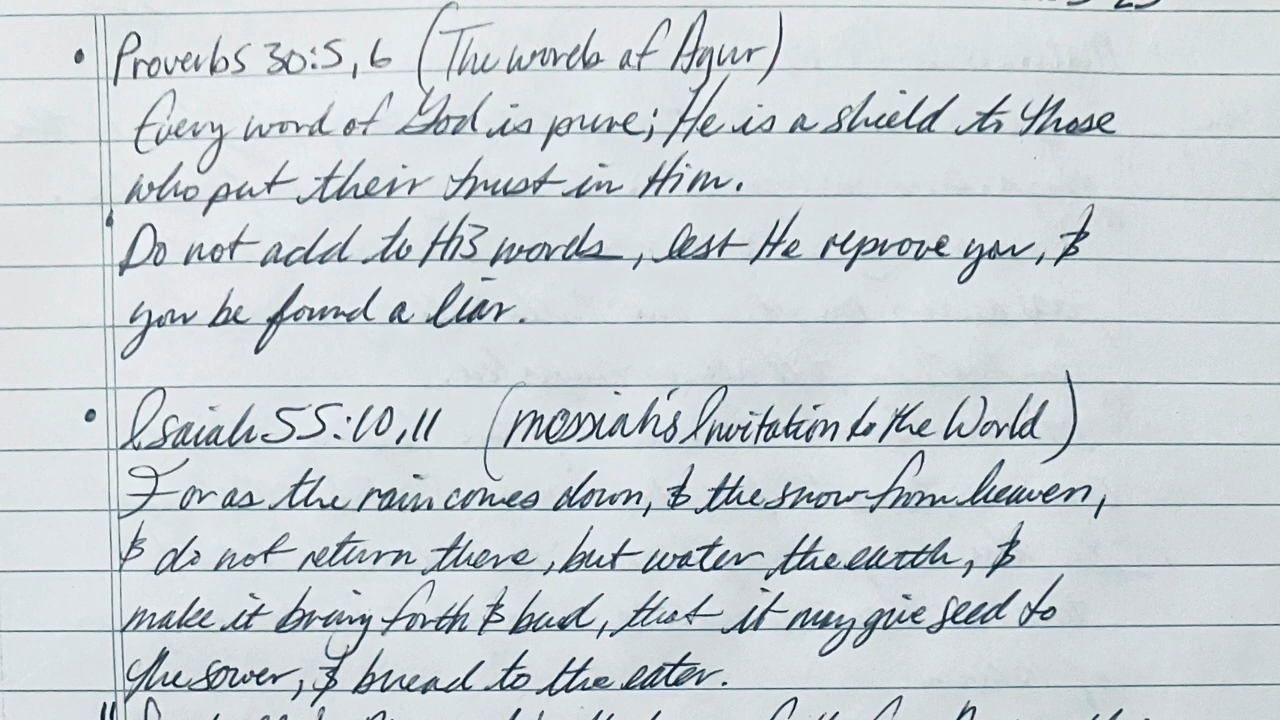 • Proverbs 30:5,6 (The words of Agur)
Every word of God is pure; He is a shield to those
who put their trust in Him.
Do not add to His words, lest He reprove you, &
you be found a liar.
• Isaiah 55:10,11 (Messiah's Invitation to the World)
For as the rain comes down, & the snow from heaven,
& do not return there, but water the earth, &
make it bring forth & bud, that it may give seed to
the sower, & bread to the eater.